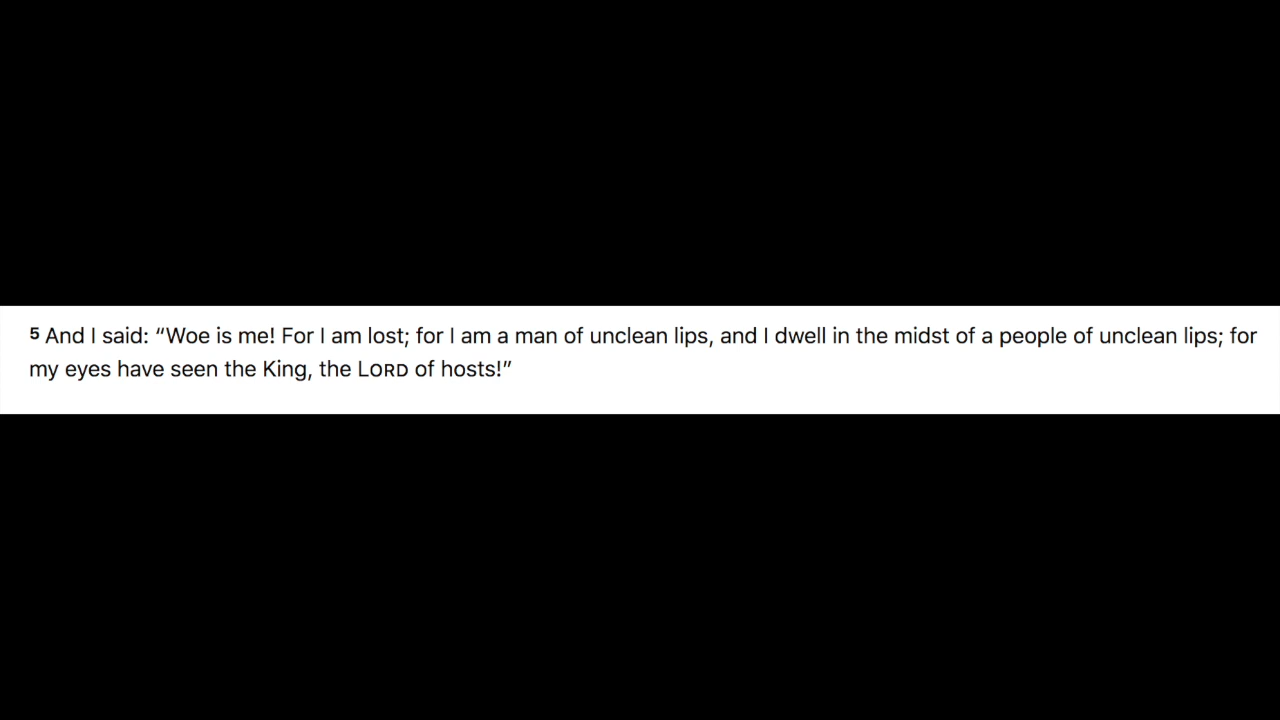 5 And I said: “Woe is me! For I am lost; for I am a man of unclean lips, and I dwell in the midst of a people of unclean lips; for
my eyes have seen the King, the LORD of hosts!”